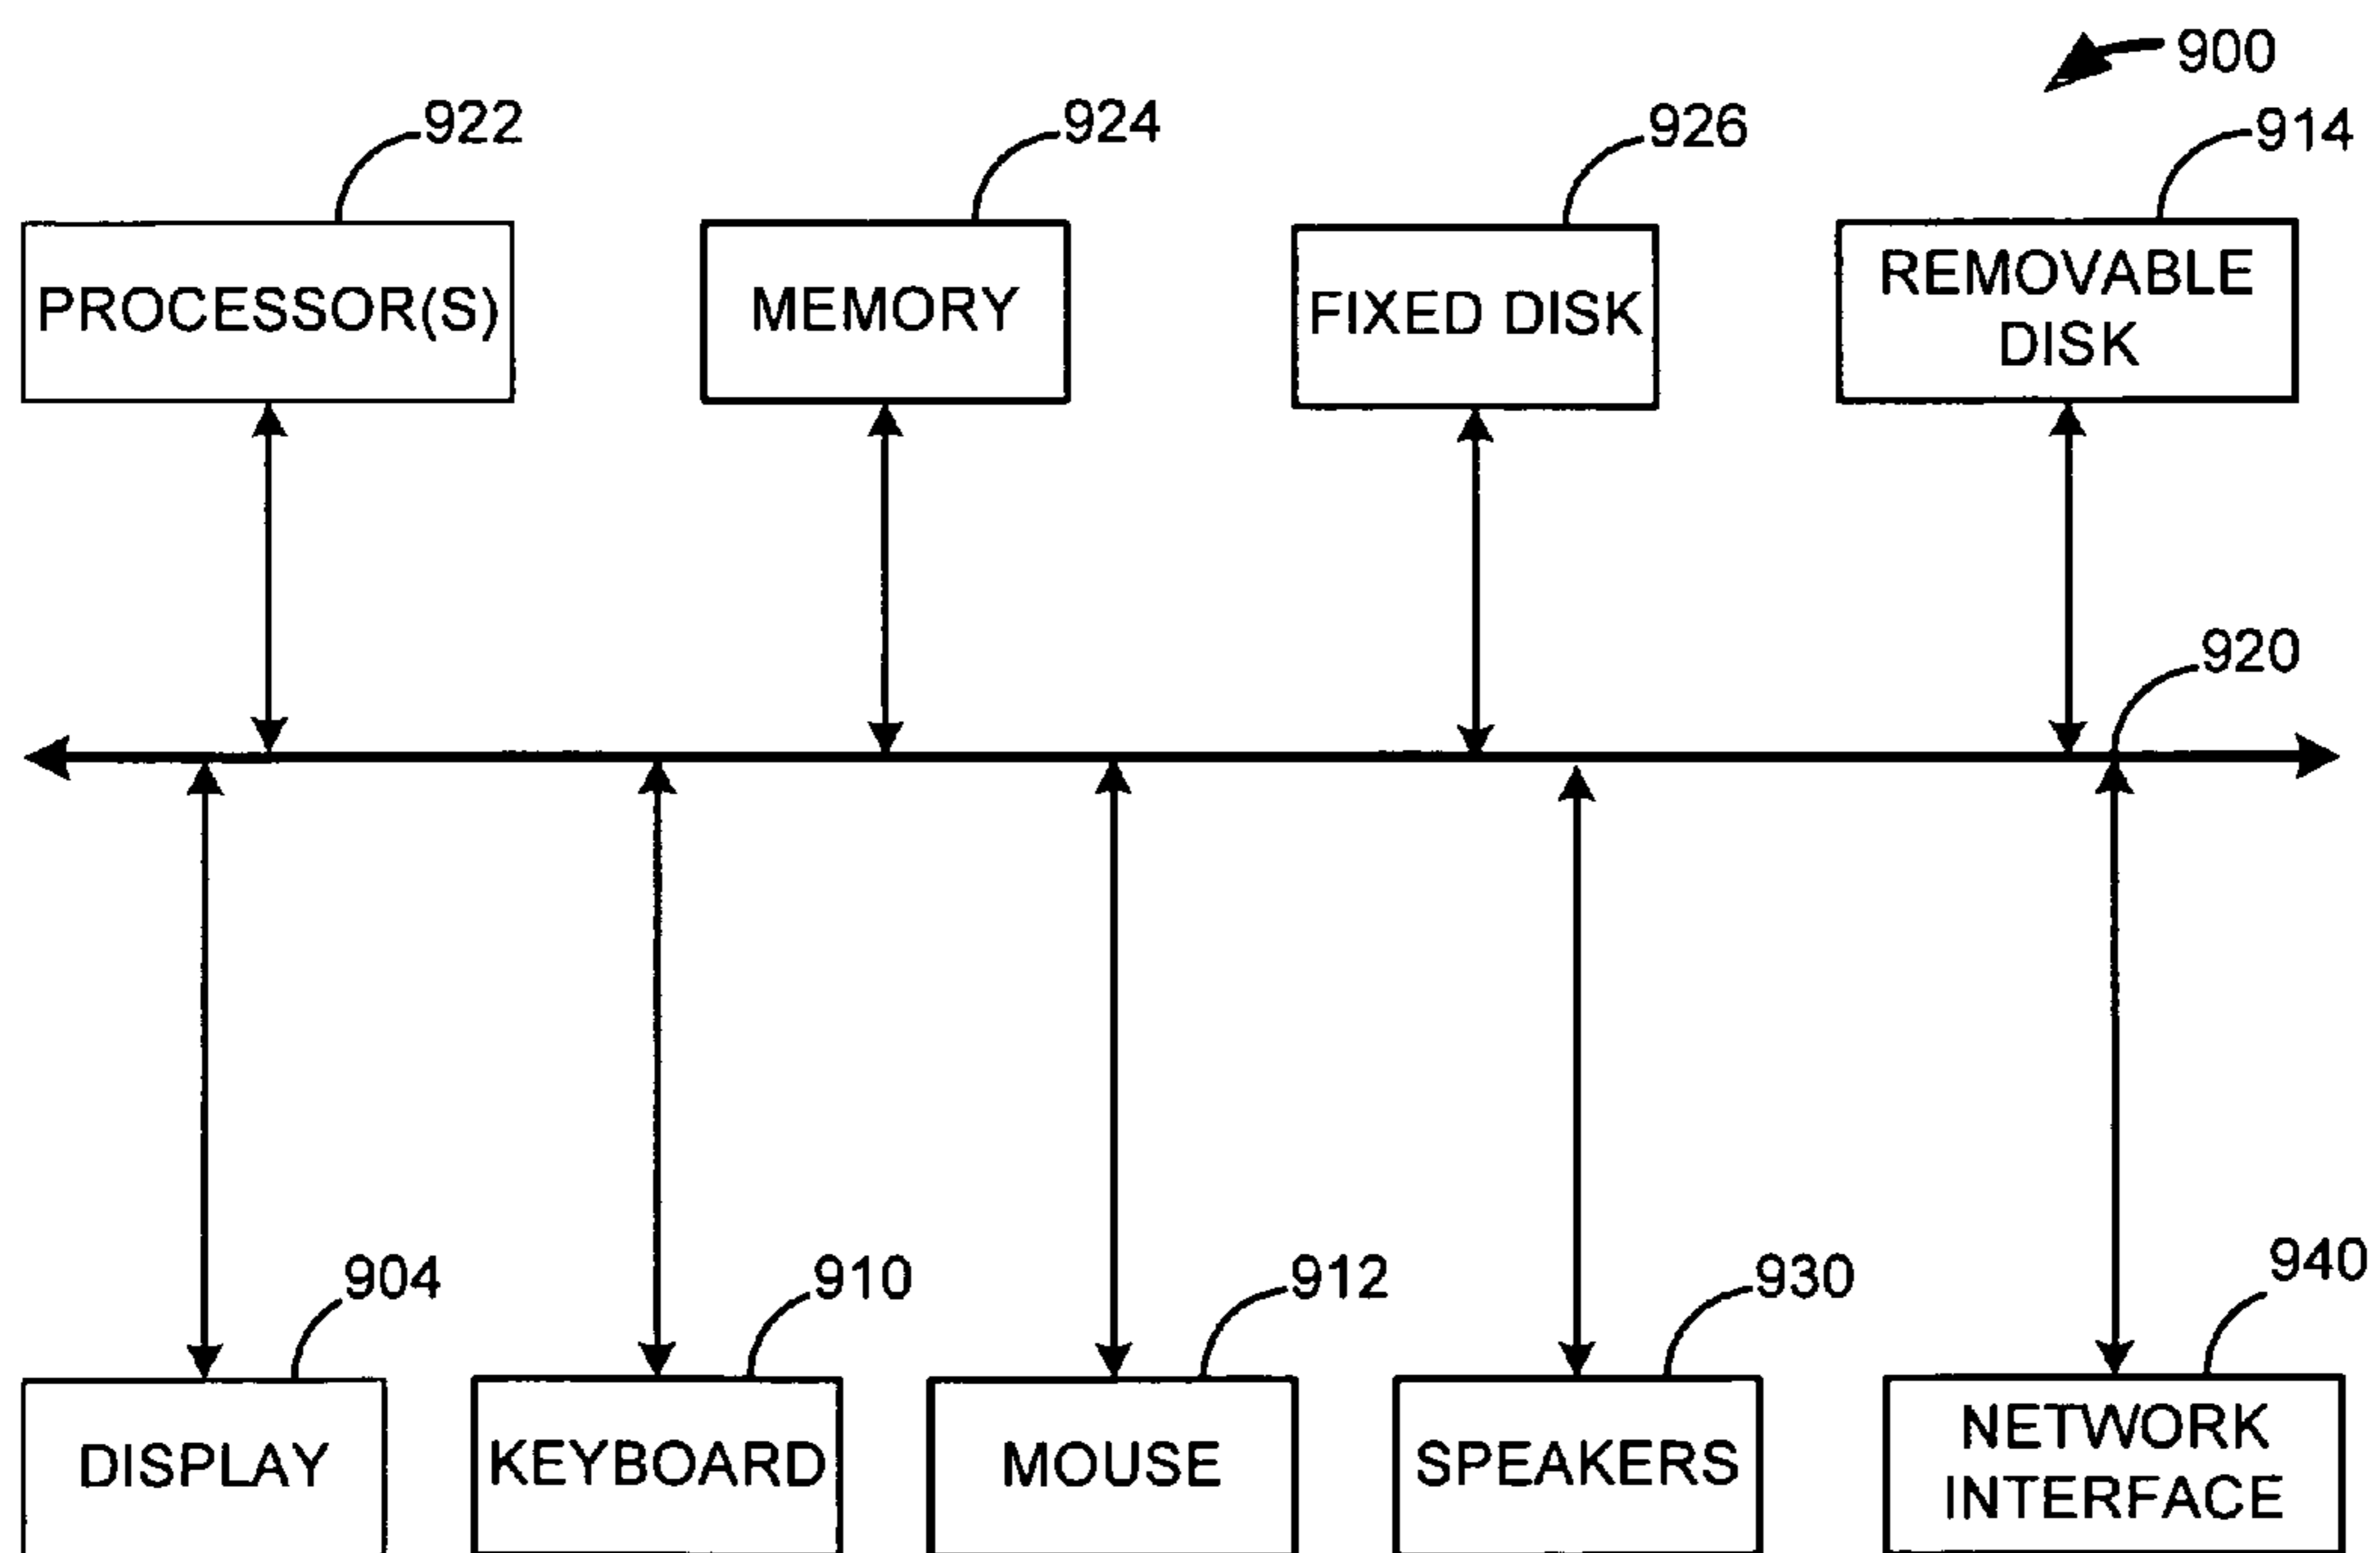 900
922
924
926
914
PROCESSOR(S)
MEMORY
FIXED DISK
REMOVABLE
DISK
920
904
910
912
930
940
DISPLAY
KEYBOARD
MOUSE
SPEAKERS
NETWORK
INTERFACE